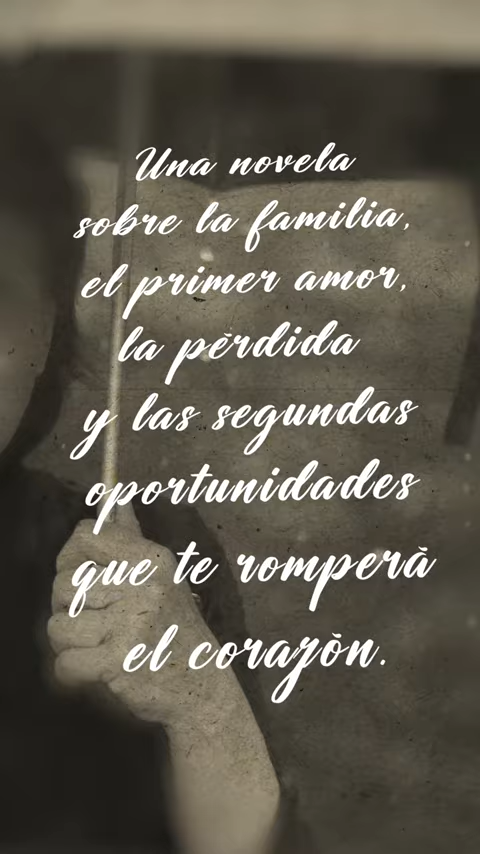 Una novela
sobre la familia,
el primer amor,
la pérdida
y las segundas
oportunidades
que te romperá
el corazón.